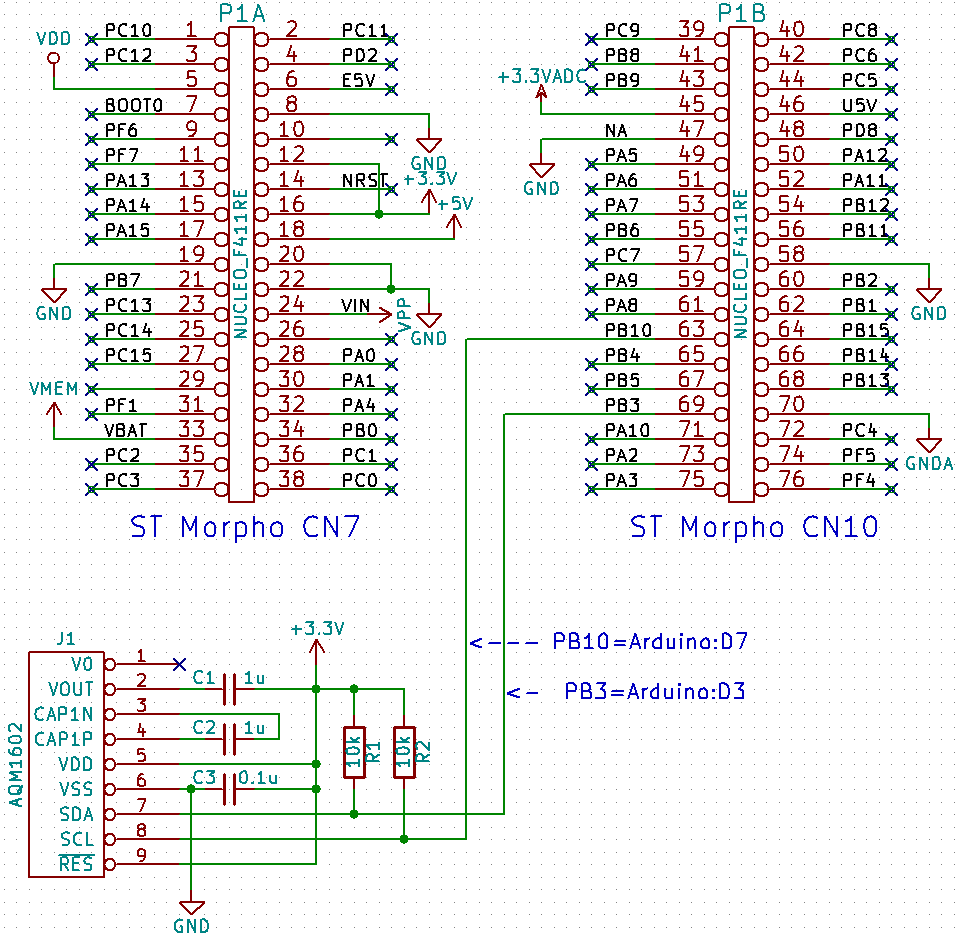 P1A P1B
PC10 1 2 PC11 PC9 39 40 PC8
VDD
PC12 3 4 PD2 PB8 41 42 PC6
5 6 E5V PB9 43 44 PC5
+3.3VADC
BOOT0 7 8 45 46 U5V
PF6 9 10 NA 47 48 PD8
PF7 11 12 GND PA5 49 50 PA12
PA13 13 14 NRST +3.3V GND PA6 51 52 PA11
PA14 15 16 +5V PA7 53 54 PB12
PA15 17 18 PB6 55 56 PB11
19 20 PC7 57 58
PB7 21 22 PA9 59 60 PB2
GND PC13 23 24 VIN VPP PA8 61 62 PB1 GND
PC14 25 26 GND PB10 63 64 PB15
PC15 27 28 PA0 PB4 65 66 PB14
VMEM 29 30 PA1 PB5 67 68 PB13
PF1 31 32 PA4 PB3 69 70
VBAT 33 34 PB0 PA10 71 72 PC4
PC2 35 36 PC1 PA2 73 74 PF5 GNDA
PC3 37 38 PC0 PA3 75 76 PF4
NUCLEO_F411RE NUCLEO_F411RE
ST Morpho CN7 ST Morpho CN10
J1 +3.3V
<--- PB10=Arduino:D7
V0 1
VOUT 2 C1 1u
<- PB3=Arduino:D3
CAP1N 3
CAP1P 4 C2 1u
10k R1 10k R2
VDD 5
VSS 6 C3 0.1u
SDA 7
SCL 8
RES 9
AQM1602
GND